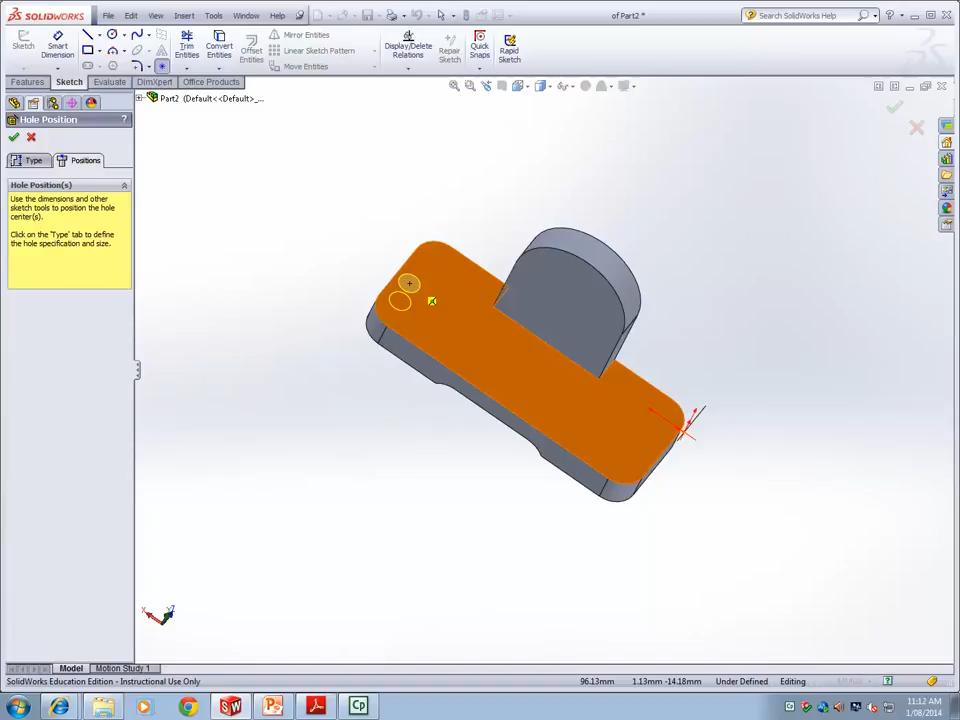 SOLIDWORKS File Edit View Insert Tools Window Help of Part2 * Search SolidWorks Help
Sketch Smart Dimension Trim Entities Convert Entities Offset Entities Mirror Entities Linear Sketch Pattern Move Entities Display/Delete Relations Repair Sketch Quick Snaps Rapid Sketch
Features Sketch Evaluate DimXpert Office Products
Part2 (Default<<Default>_...
Hole Position ?
Type Positions
Hole Position(s)
Use the dimensions and other
sketch tools to position the hole
center(s).
Click on the 'Type' tab to define
the hole specification and size.
X Z
Model Motion Study 1
SolidWorks Education Edition - Instructional Use Only 96.13mm 1.13mm -14.18mm Under Defined Editing
SW Cp 11:12 AM
1/08/2014